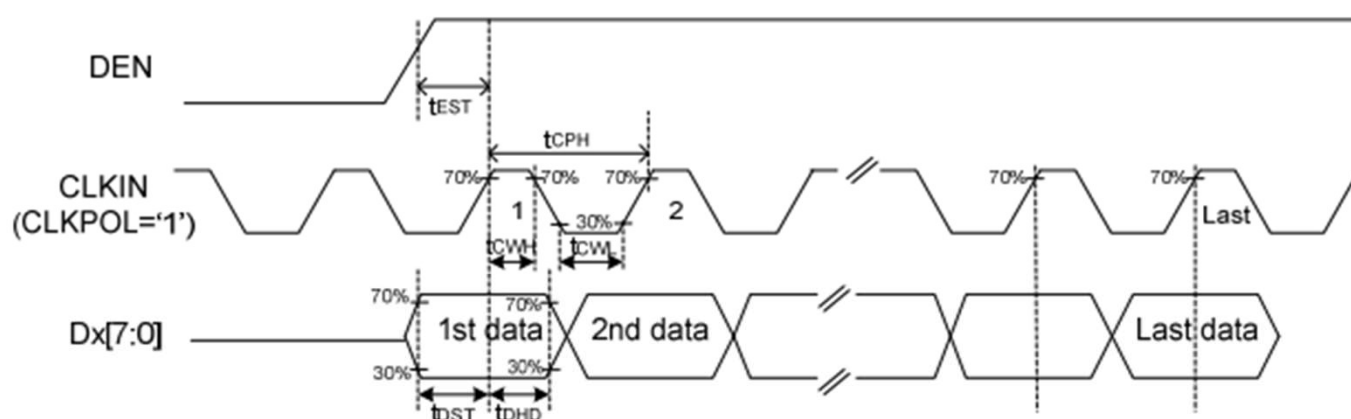 DEN
tEST
tCPH
CLKIN
(CLKPOL='1')
70% 70% 70% 70% 70%
1 2 Last
30%
tCWH tCWL
Dx[7:0]
70% 70%
1st data 2nd data Last data
30% 30%
tDST tDHD